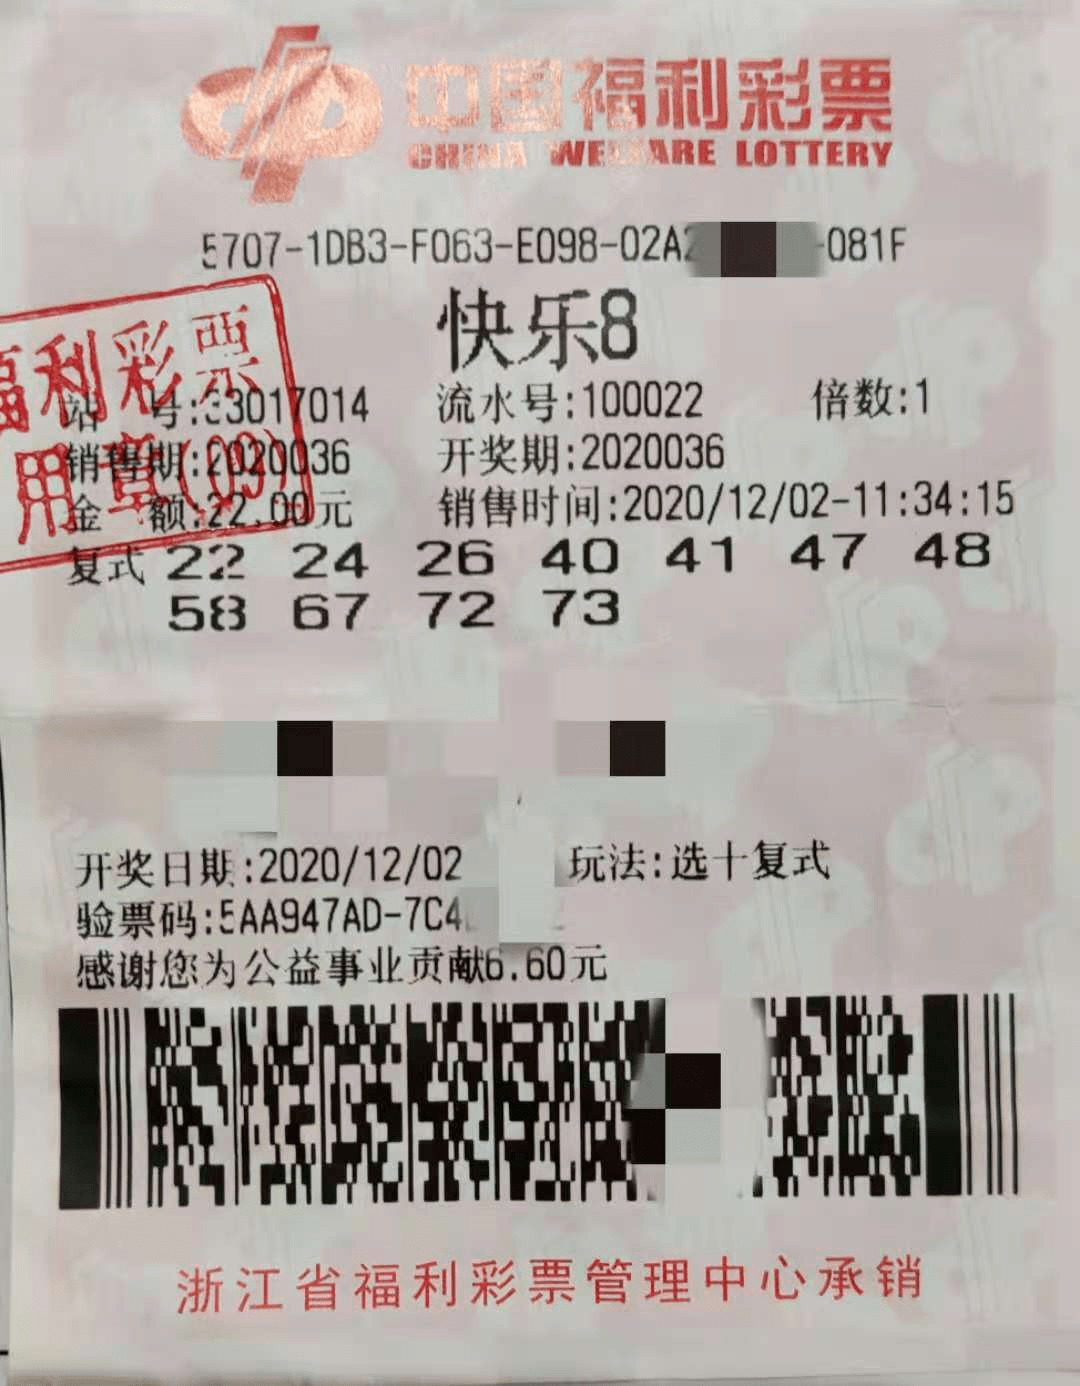 中国福利彩票
CHINA WELFARE LOTTERY
5707-1DB3-F063-E098-02A2 -081F
快乐8
福利彩票
用章(03)
站 号:33017014 流水号:100022 倍数:1
销售期:2020036 开奖期:2020036
金 额:22.00元 销售时间:2020/12/02-11:34:15
复式 22 24 26 40 41 47 48
58 67 72 73
开奖日期:2020/12/02 玩法:选十复式
验票码:5AA947AD-7C4
感谢您为公益事业贡献6.60元
浙江省福利彩票管理中心承销